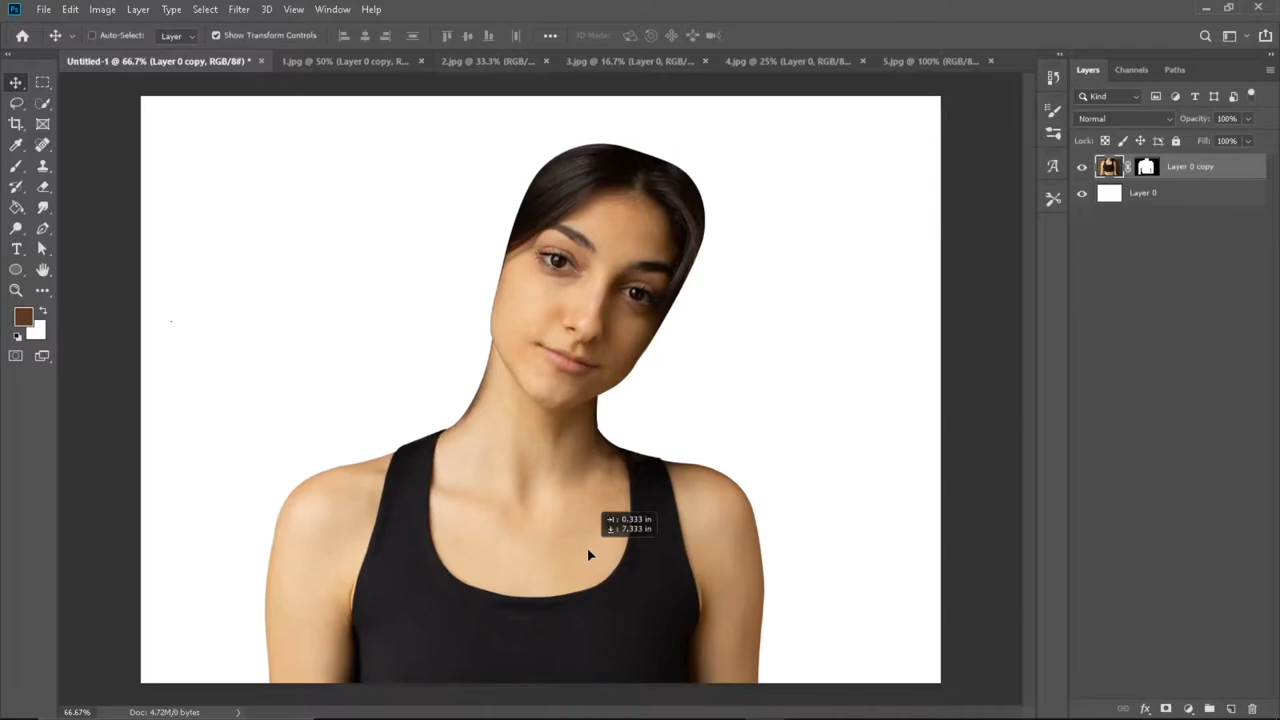 Ps File Edit Image Layer Type Select Filter 3D View Window Help
Auto-Select: Layer Show Transform Controls 3D Mode:
Untitled-1 @ 66.7% (Layer 0 copy, RGB/8#) * 1.jpg @ 50% (Layer 0 copy, R... 2.jpg @ 33.3% (RGB/... 3.jpg @ 16.7% (Layer 0, RGB/... 4.jpg @ 25% (Layer 0, RGB/8... 5.jpg @ 100% (RGB/8...
Layers Channels Paths
Kind
Normal Opacity: 100%
Lock: Fill: 100%
Layer 0 copy
Layer 0
: 0.333 in
: 7.333 in
66.67% Doc: 4.72M/0 bytes